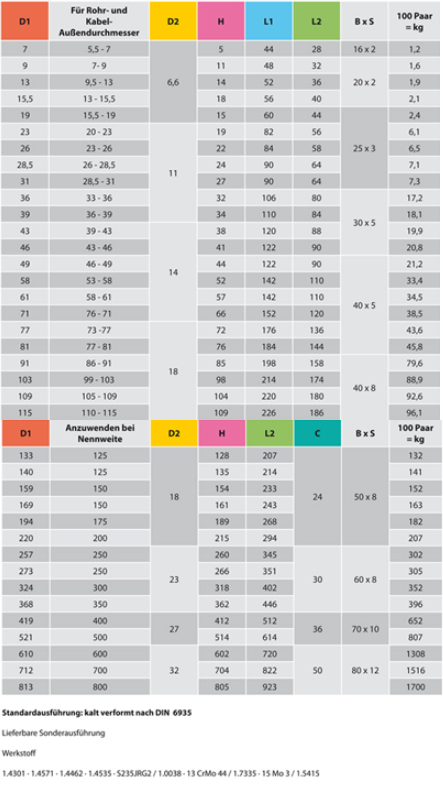 D1 Für Rohr- und Kabel-Außendurchmesser D2 H L1 L2 B x S 100 Paar = kg
7 5,5 - 7 6,6 5 44 28 16 x 2 1,2
9 7- 9 11 48 32 20 x 2 1,6
13 9,5 - 13 14 52 36 1,9
15,5 13 - 15,5 18 56 40 2,1
19 15,5 - 19 15 60 44 25 x 3 2,4
23 20 - 23 11 19 82 56 6,1
26 23 - 26 22 84 58 6,5
28,5 26 - 28,5 24 90 64 7,1
31 28,5 - 31 27 90 64 7,3
36 33 - 36 32 106 80 30 x 5 17,2
39 36 - 39 34 110 84 18,1
43 39 - 43 14 38 120 88 19,9
46 43 - 46 41 122 90 20,8
49 46 - 49 44 122 90 40 x 5 21,2
58 53 - 58 52 142 110 33,4
61 58 - 61 57 142 110 34,5
71 76 - 71 66 152 120 38,5
77 73 -77 18 72 176 136 43,6
81 77 - 81 76 184 144 45,8
91 86 - 91 85 198 158 40 x 8 79,6
103 99 - 103 98 214 174 88,9
109 105 - 109 104 220 180 92,6
115 110 - 115 109 226 186 96,1
D1 Anzuwenden bei Nennweite D2 H L2 C B x S 100 Paar = kg
133 125 18 128 207 24 50 x 8 132
140 125 135 214 141
159 150 154 233 152
169 150 161 243 163
194 175 189 268 182
220 200 215 294 207
257 250 23 260 345 30 60 x 8 302
273 250 266 351 305
324 300 318 402 352
368 350 362 446 396
419 400 27 412 512 36 70 x 10 652
521 500 514 614 807
610 600 32 602 720 50 80 x 12 1308
712 700 704 822 1516
813 800 805 923 1700
Standardausführung: kalt verformt nach DIN 6935
Lieferbare Sonderausführung
Werkstoff
1.4301 - 1.4571 - 1.4462 - 1.4535 - S235JRG2 / 1.0038 - 13 CrMo 44 / 1.7335 - 15 Mo 3 / 1.5415